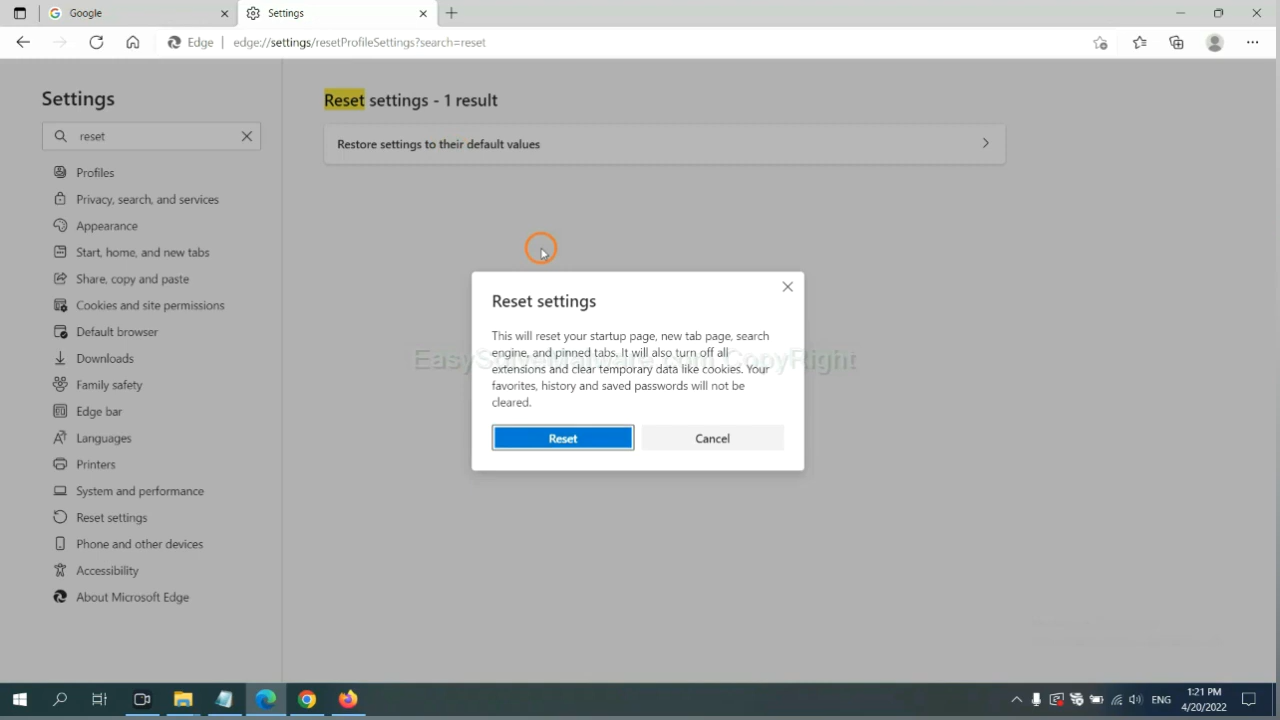 Google
Settings
Edge
edge://settings/resetProfileSettings?search=reset
Settings
reset
Profiles
Privacy, search, and services
Appearance
Start, home, and new tabs
Share, copy and paste
Cookies and site permissions
Default browser
Downloads
Family safety
Edge bar
Languages
Printers
System and performance
Reset settings
Phone and other devices
Accessibility
About Microsoft Edge
Reset settings - 1 result
Restore settings to their default values
Reset settings
This will reset your startup page, new tab page, search
engine, and pinned tabs. It will also turn off all
extensions and clear temporary data like cookies. Your
favorites, history and saved passwords will not be
cleared.
Reset
Cancel
ENG
1:21 PM
4/20/2022